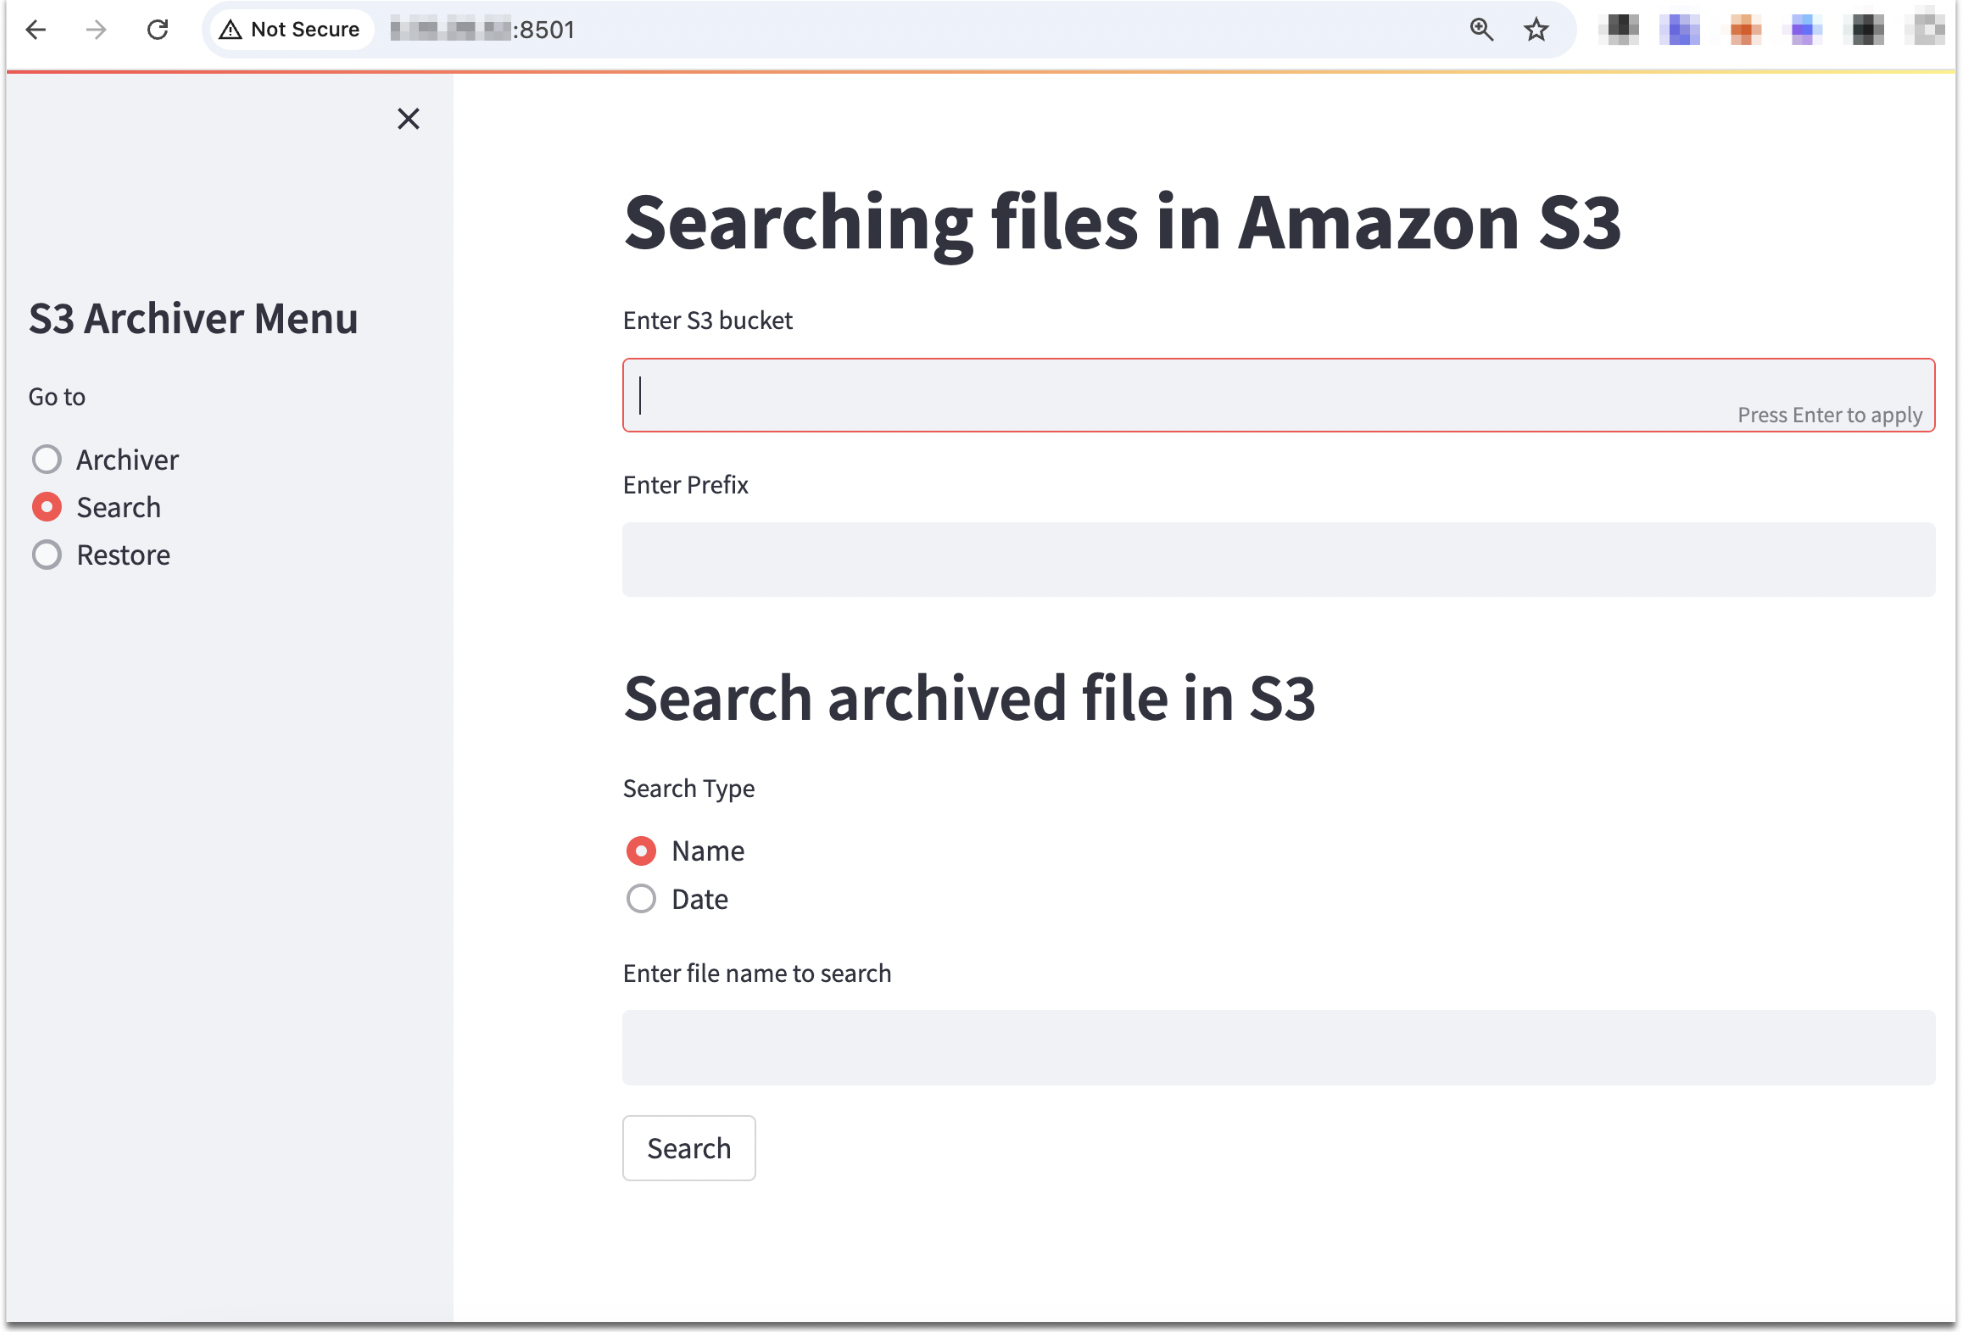 Not Secure
:8501
S3 Archiver Menu
Go to
Archiver
Search
Restore
Searching files in Amazon S3
Enter S3 bucket
Press Enter to apply
Enter Prefix
Search archived file in S3
Search Type
Name
Date
Enter file name to search
Search